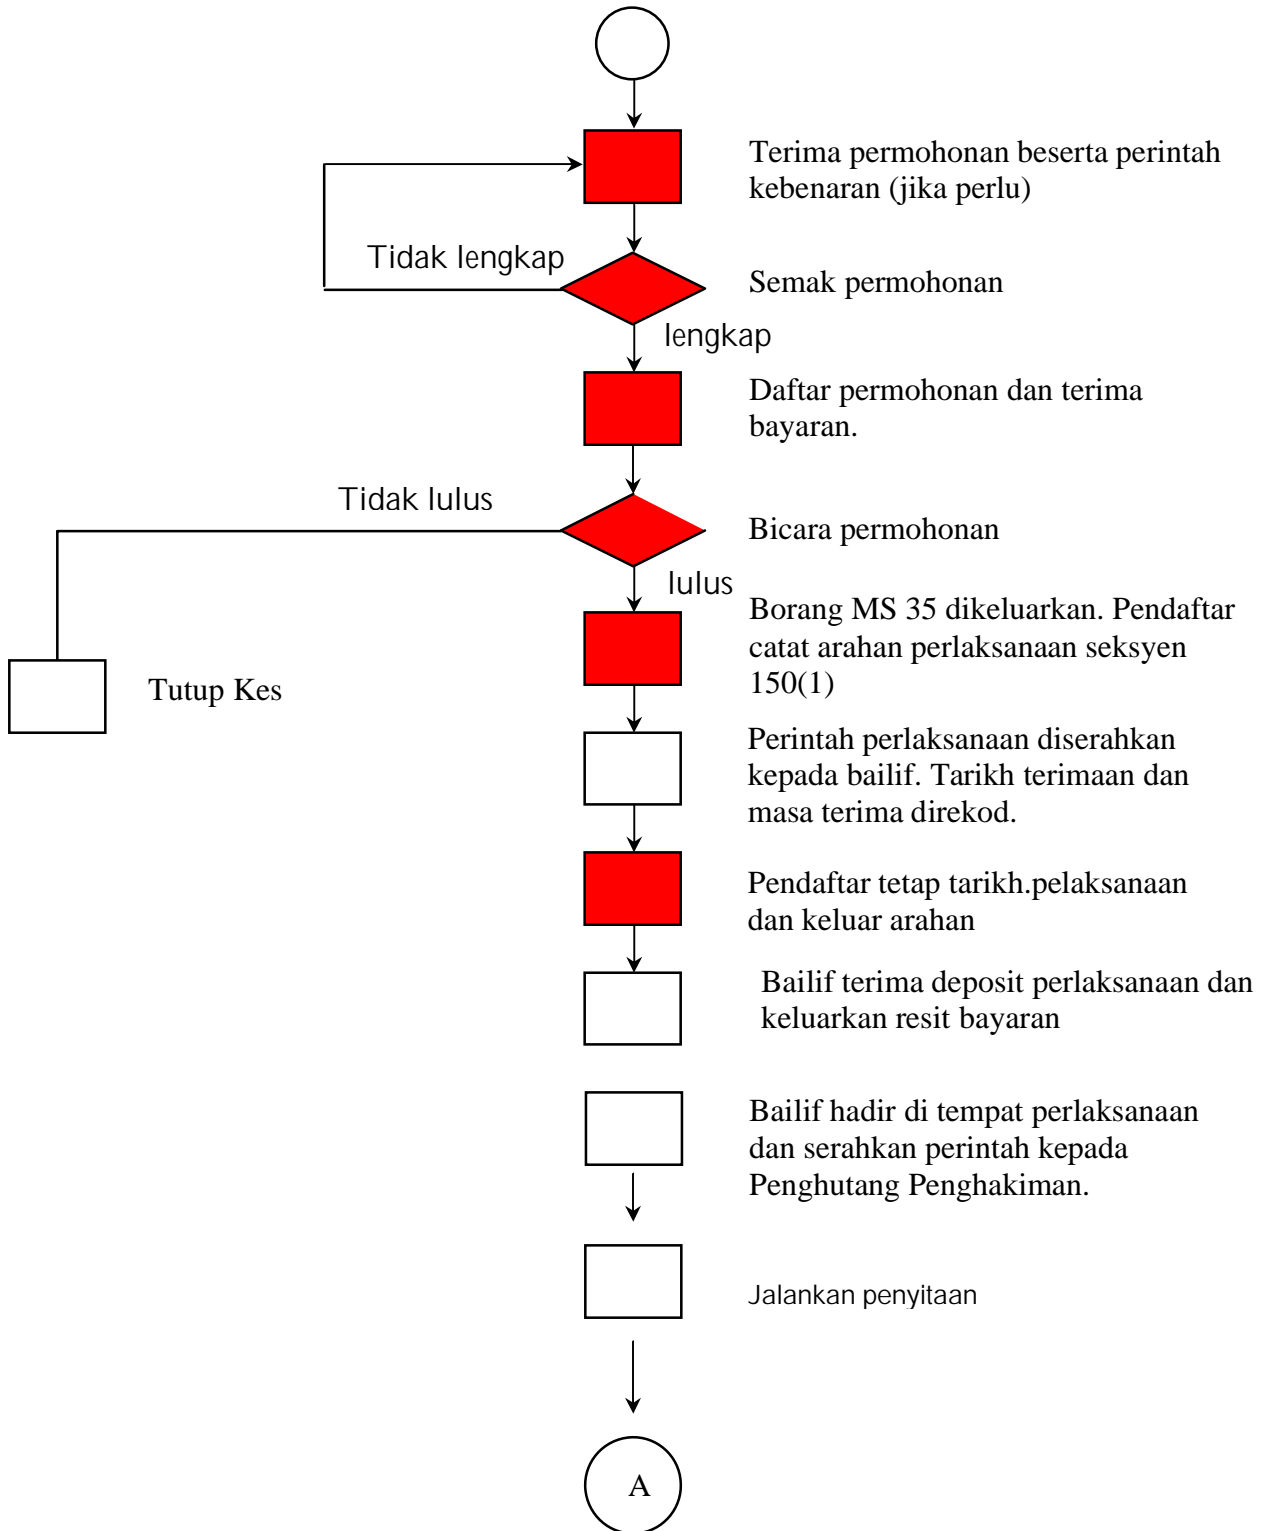 Terima permohonan beserta perintah
kebenaran (jika perlu)
Tidak lengkap
Semak permohonan
lengkap
Daftar permohonan dan terima
bayaran.
Tidak lulus
Bicara permohonan
lulus
Borang MS 35 dikeluarkan. Pendaftar
catat arahan perlaksanaan seksyen
150(1)
Tutup Kes
Perintah perlaksanaan diserahkan
kepada bailif. Tarikh terimaan dan
masa terima direkod.
Pendaftar tetap tarikh.pelaksanaan
dan keluar arahan
Bailif terima deposit perlaksanaan dan
keluarkan resit bayaran
Bailif hadir di tempat perlaksanaan
dan serahkan perintah kepada
Penghutang Penghakiman.
Jalankan penyitaan
A